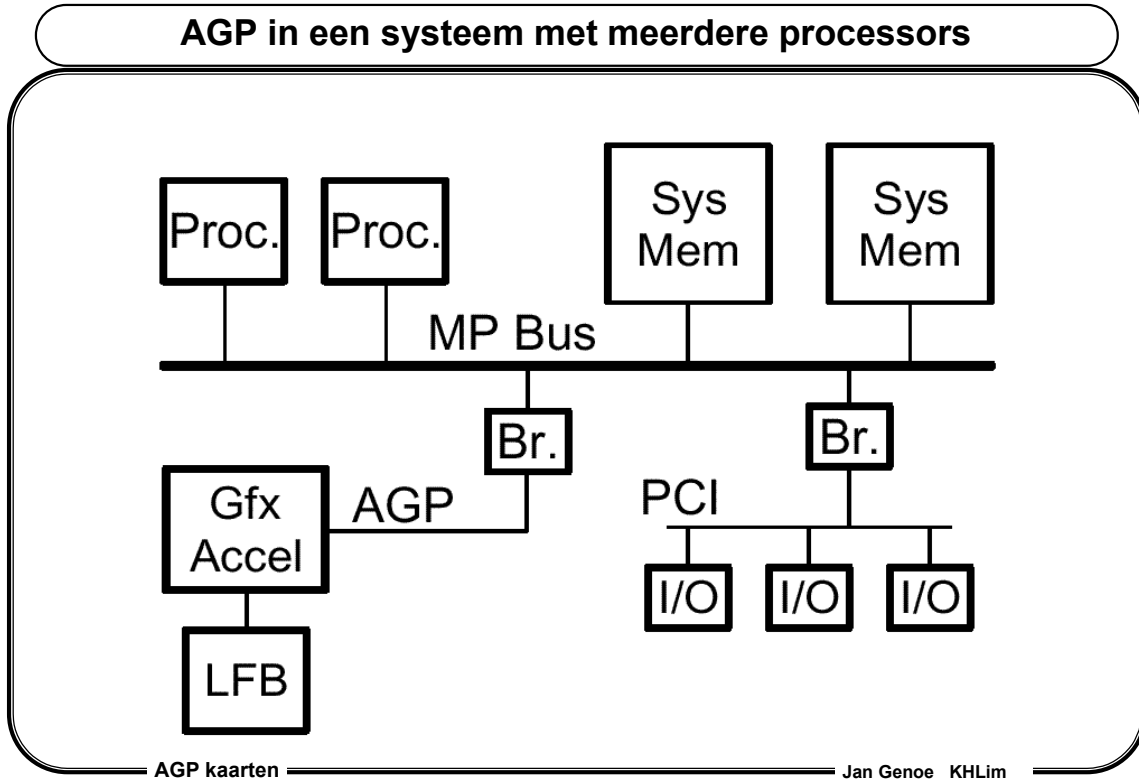 AGP in een systeem met meerdere processors
Proc.
Proc.
Sys
Mem
Sys
Mem
MP Bus
Br.
Br.
Gfx
Accel
AGP
PCI
I/O
I/O
I/O
LFB
AGP kaarten
Jan Genoe KHLim